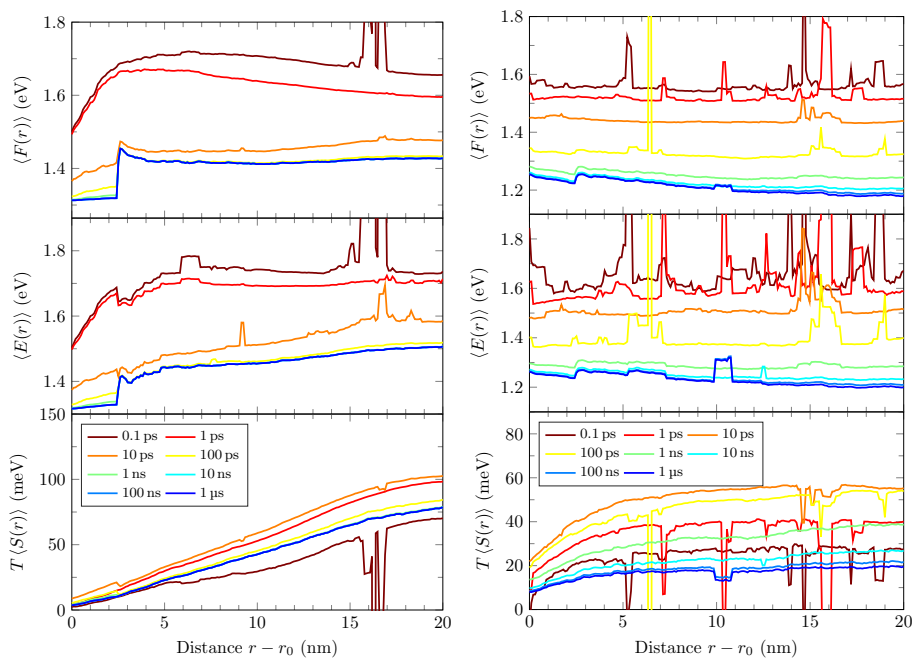 1.8
1.6
1.4
⟨F(r)⟩ (eV)
1.8
1.6
1.4
⟨E(r)⟩ (eV)
150
100
50
0
T ⟨S(r)⟩ (meV)
0.1 ps 1 ps
10 ps 100 ps
1 ns 10 ns
100 ns 1 µs
0 5 10 15 20
Distance r − r0 (nm)
1.8
1.6
1.4
1.2
⟨F(r)⟩ (eV)
1.8
1.6
1.4
1.2
⟨E(r)⟩ (eV)
80
60
40
20
0
T ⟨S(r)⟩ (meV)
0.1 ps 1 ps 10 ps
100 ps 1 ns 10 ns
100 ns 1 µs
0 5 10 15 20
Distance r − r0 (nm)